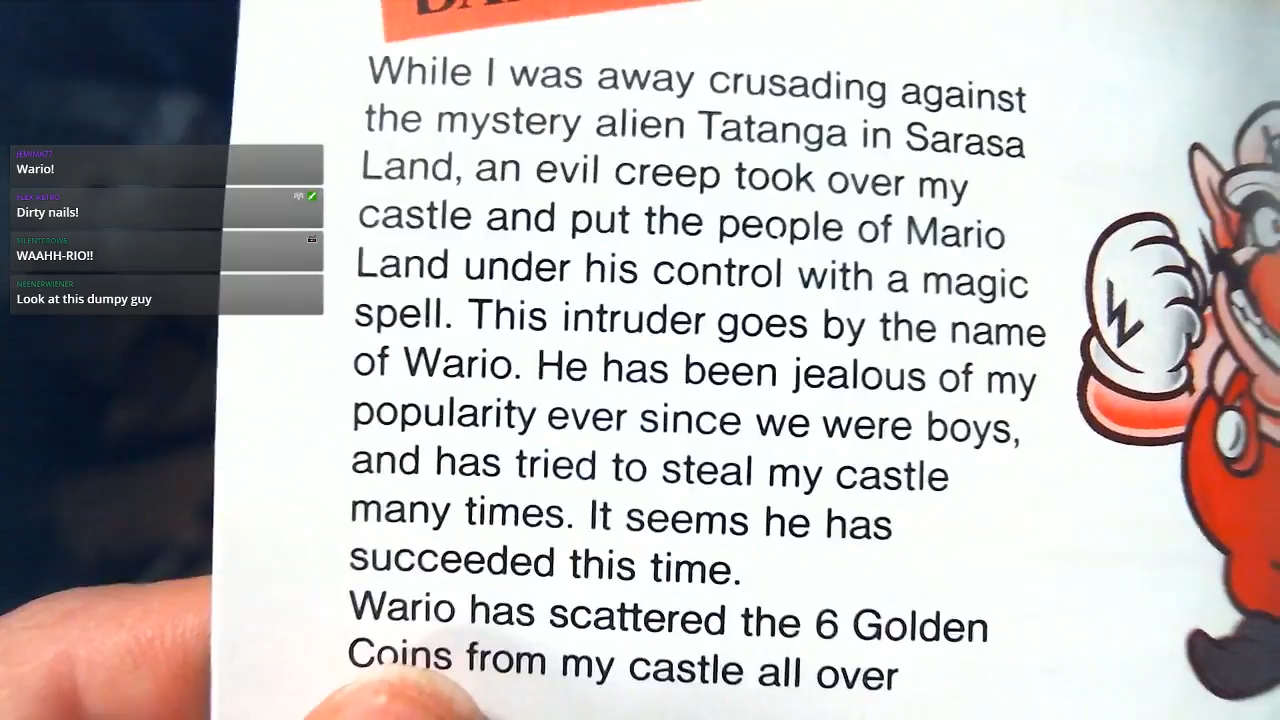 JEMIMA77
Wario!
FLEX-RETRO
Dirty nails!
SILENTCROWS
WAAHH-RIO!!
NEENERWIENER
Look at this dumpy guy
While I was away crusading against
the mystery alien Tatanga in Sarasa
Land, an evil creep took over my
castle and put the people of Mario
Land under his control with a magic
spell. This intruder goes by the name
of Wario. He has been jealous of my
popularity ever since we were boys,
and has tried to steal my castle
many times. It seems he has
succeeded this time.
Wario has scattered the 6 Golden
Coins from my castle all over
W